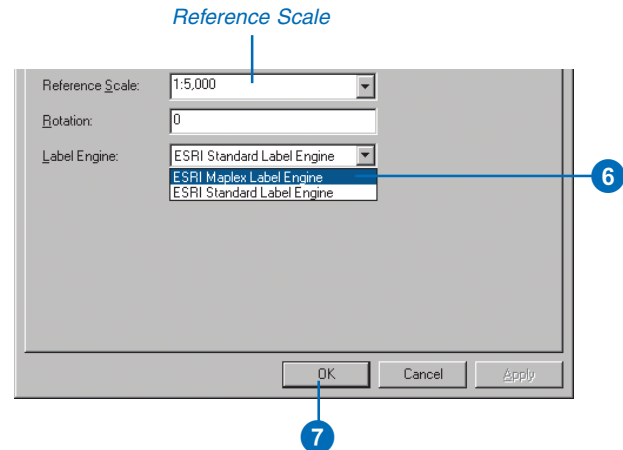 Reference Scale
Reference Scale: 1:5,000
Rotation: 0
Label Engine: ESRI Standard Label Engine
ESRI Maplex Label Engine 6
ESRI Standard Label Engine
OK Cancel Apply
7